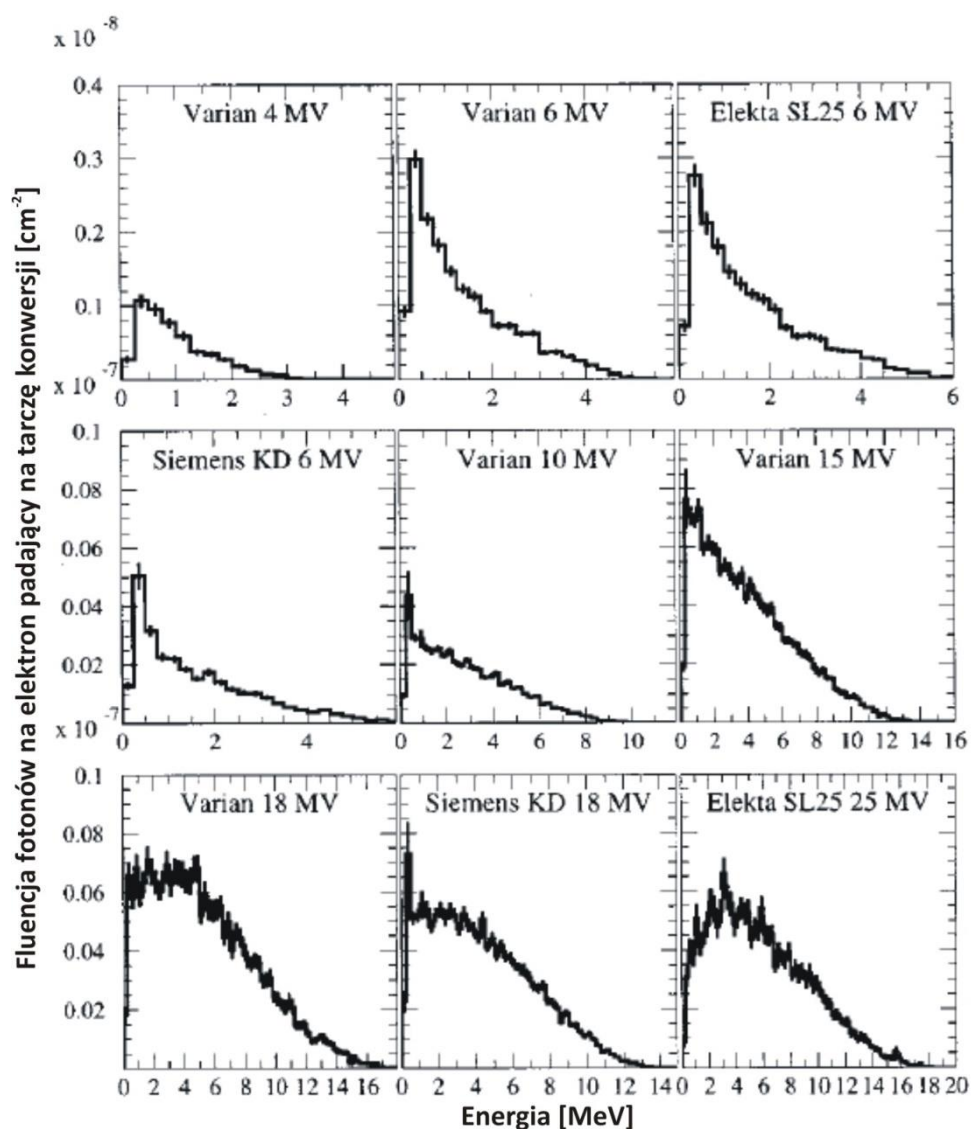 x 10 -8
Fluencja fotonów na elektron padający na tarczę konwersji [cm-2]
0.4
0.3
0.2
0.1
Varian 4 MV
Varian 6 MV
Elekta SL25 6 MV
x 10 -7
0 1 2 3 4
0 2 4
0 2 4 6
0.1
0.08
0.06
0.04
0.02
Siemens KD 6 MV
Varian 10 MV
Varian 15 MV
x 10 -7
0 2 4
0 2 4 6 8 10
0 2 4 6 8 10 12 14 16
0.1
0.08
0.06
0.04
0.02
Varian 18 MV
Siemens KD 18 MV
Elekta SL25 25 MV
0 2 4 6 8 10 12 14 16
0 2 4 6 8 10 12 14
0 2 4 6 8 10 12 14 16 18 20
Energia [MeV]